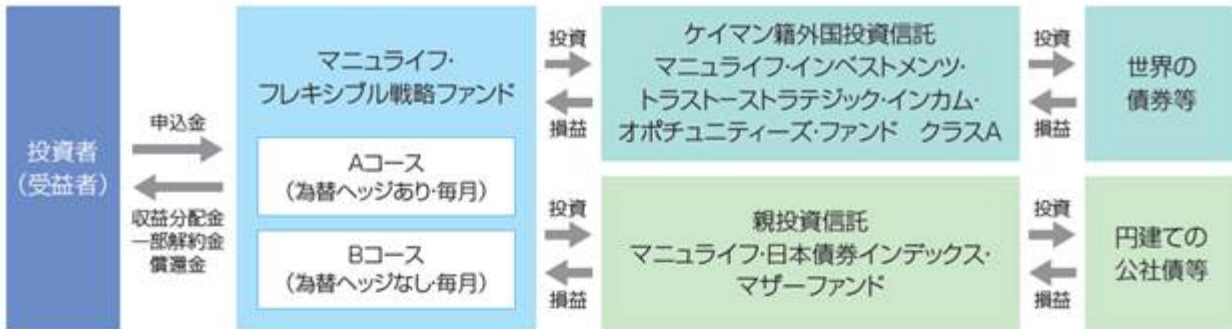 投資者
(受益者)
申込金
収益分配金
一部解約金
償還金
マニュライフ・
フレキシブル戦略ファンド
Aコース
(為替ヘッジあり・毎月)
Bコース
(為替ヘッジなし・毎月)
投資
損益
投資
損益
ケイマン籍外国投資信託
マニュライフ・インベストメンツ・
トラストーストラテジック・インカム・
オポチュニティーズ・ファンド クラスA
親投資信託
マニュライフ・日本債券インデックス・
マザーファンド
投資
損益
投資
損益
世界の
債券等
円建ての
公社債等